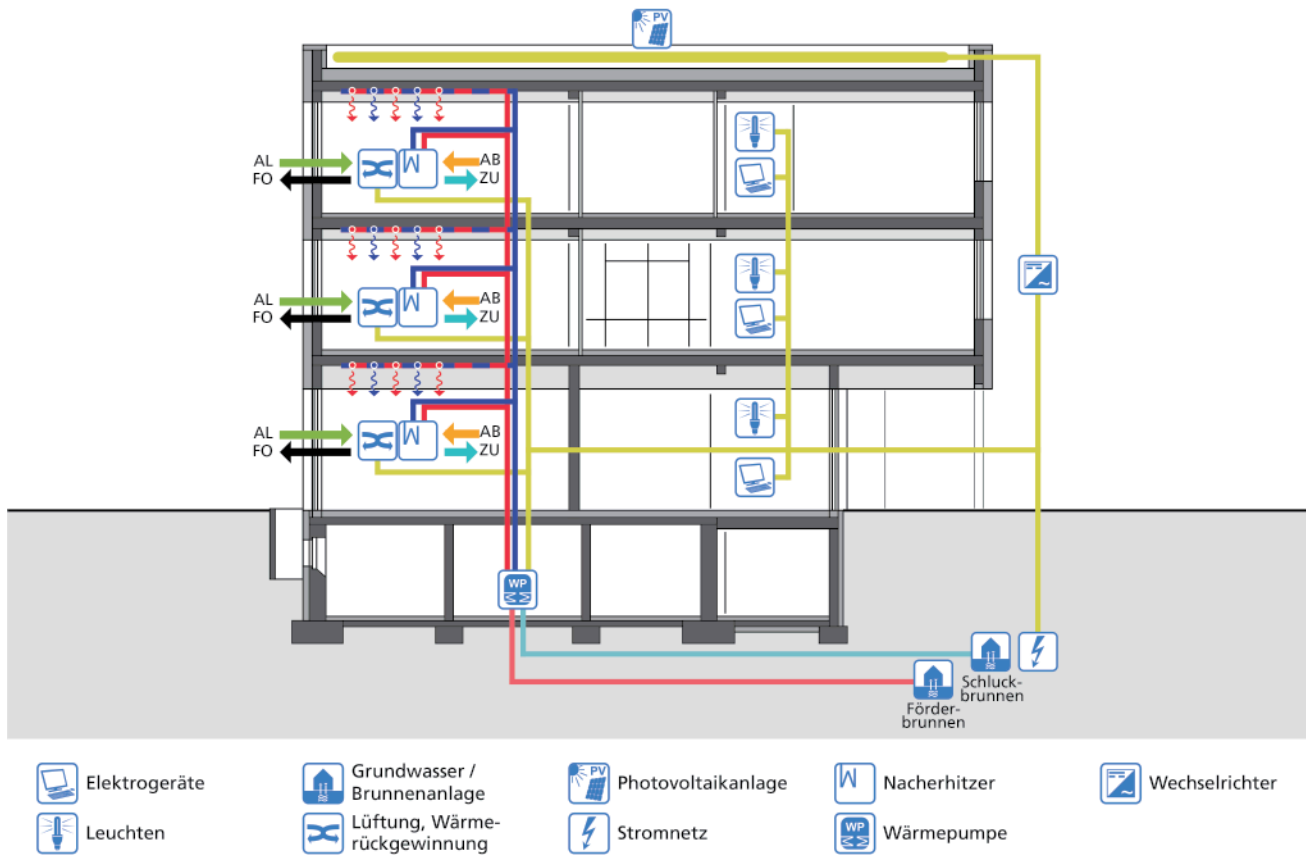 PV
AL
FO
AB
ZU
AL
FO
AB
ZU
AL
FO
AB
ZU
WP
Schluck-
brunnen
Förder-
brunnen
Elektrogeräte
Grundwasser /
Brunnenanlage
PV
Photovoltaikanlage
Nacherhitzer
Wechselrichter
Leuchten
Lüftung, Wärme-
rückgewinnung
Stromnetz
WP
Wärmepumpe